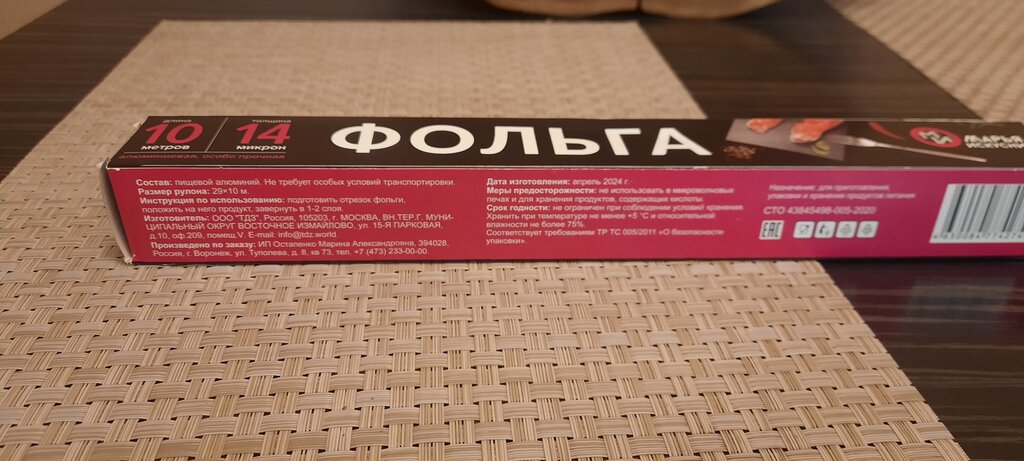 длина
10
метров
толщина
14
микрон
алюминиевая, особо прочная
ФОЛЬГА
МАРЬЯ
Состав: пищевой алюминий. Не требует особых условий транспортировки.
Размер рулона: 29×10 м.
Инструкция по использованию: подготовить отрезок фольги,
положить на него продукт, завернуть в 1-2 слоя.
Изготовитель: ООО "ТДЗ", Россия, 105203, г. МОСКВА, ВН.ТЕР.Г. МУНИ-
ЦИПАЛЬНЫЙ ОКРУГ ВОСТОЧНОЕ ИЗМАЙЛОВО, ул. 15-Я ПАРКОВАЯ,
д.10, оф.209, помещ V. E-mail: info@tdz.world.
Произведено по заказу: ИП Остапенко Марина Александровна, 394028,
Россия, г. Воронеж, ул. Туполева, д. 8, кв 73, тел. +7 (473) 233-00-00.
Дата изготовления: апрель 2024 г.
Меры предосторожности: не использовать в микроволновых
печах и для хранения продуктов, содержащих кислоты.
Срок годности: не ограничен при соблюдении условий хранения.
Хранить при температуре не менее +5 °С и относительной
влажности не более 75%.
Соответствует требованиям ТР ТС 005/2011 «О безопасности
упаковки».
Назначение: для приготовления,
упаковки и хранения продуктов питания
СТО 43845498-005-2020
EAC